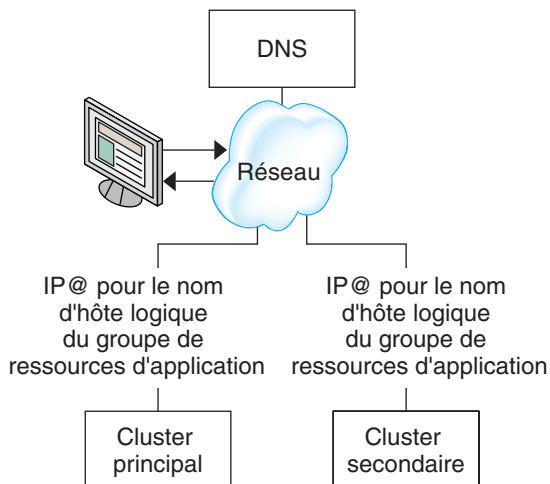 DNS
Réseau
IP@ pour le nom
d'hôte logique
du groupe de
ressources d'application
IP@ pour le nom
d'hôte logique
du groupe de
ressources d'application
Cluster
principal
Cluster
secondaire